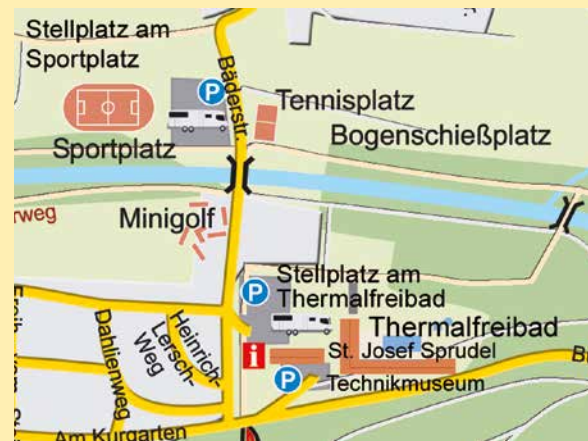 Stellplatz am
Sportplatz
P
Bäderstr.
Tennisplatz
Sportplatz
Bogenschießplatz
Minigolf
P
Stellplatz am
Thermalfreibad
Heinrich-
Lersch-
Weg
Dahlienweg
Thermalfreibad
i
St. Josef Sprudel
P
Technikmuseum
Am Kurgarten